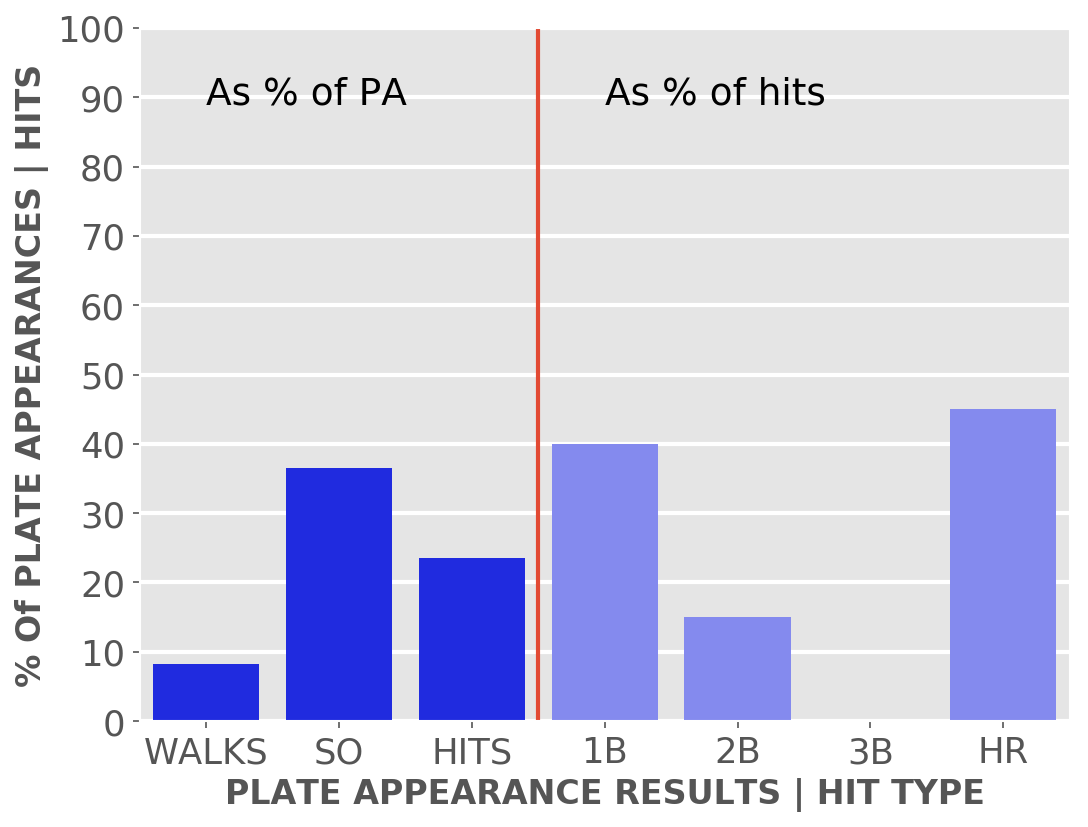 % Of PLATE APPEARANCES | HITS
100
90
80
70
60
50
40
30
20
10
0
As % of PA
As % of hits
WALKS SO HITS 1B 2B 3B HR
PLATE APPEARANCE RESULTS | HIT TYPE